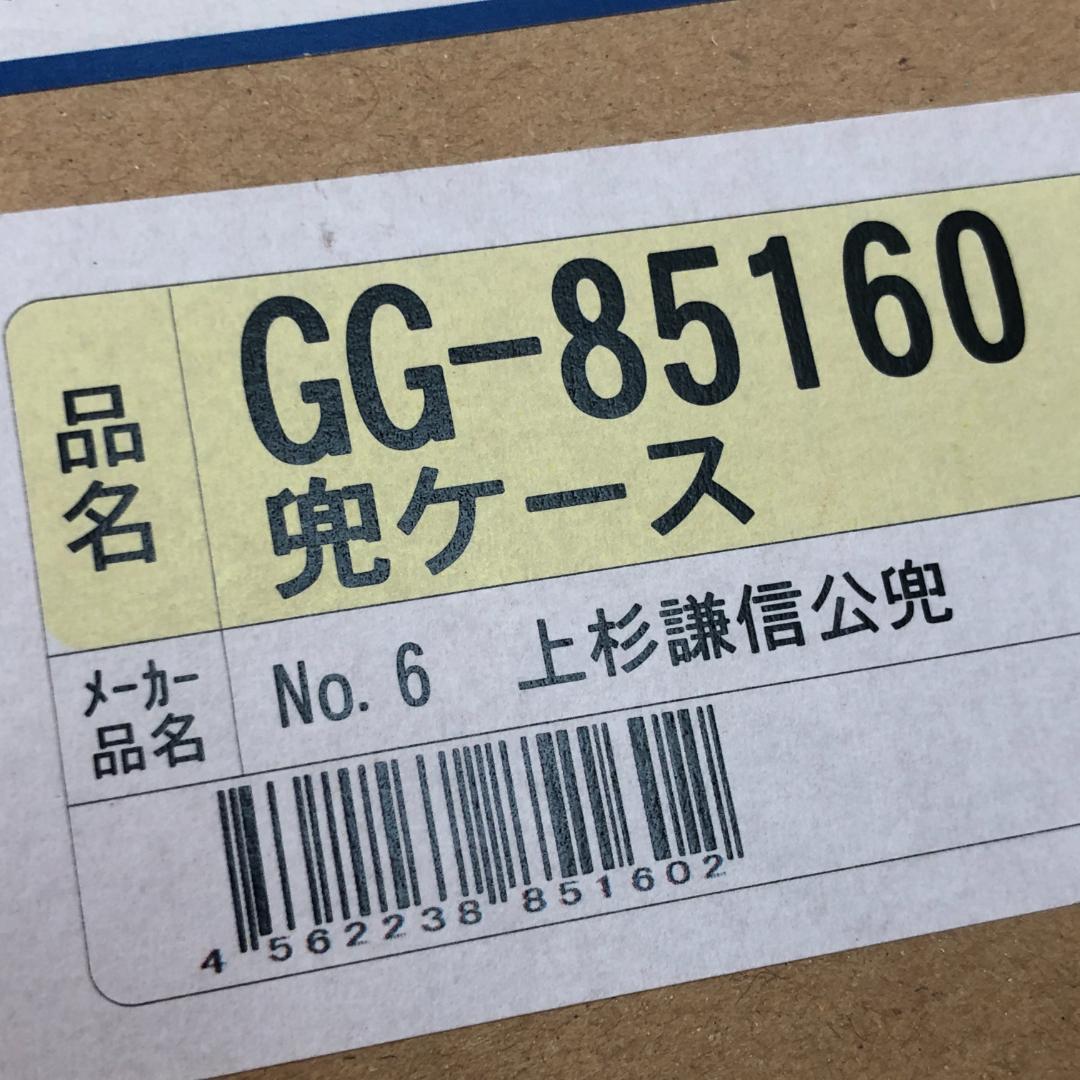 品名
GG-85160
兜ケース
メーカー品名
No. 6 上杉謙信公兜
4 562238 851602